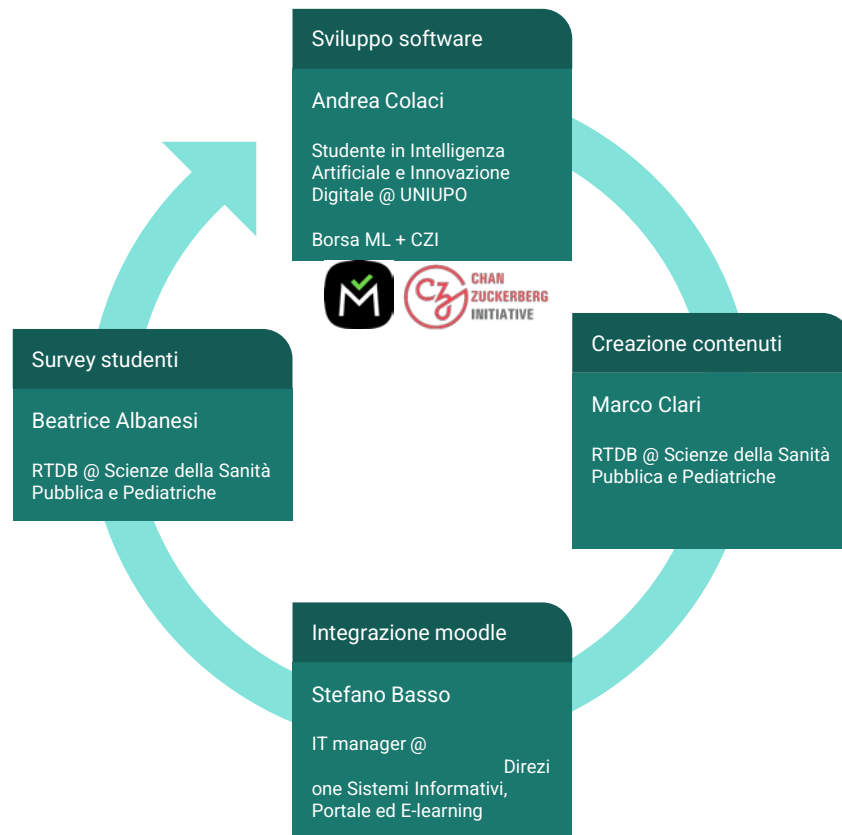 Sviluppo software
Andrea Colaci
Studente in Intelligenza
Artificiale e Innovazione
Digitale @ UNIUPO
Borsa ML + CZI
M
CZ
CHAN
ZUCKERBERG
INITIATIVE
Creazione contenuti
Marco Clari
RTDB @ Scienze della Sanità
Pubblica e Pediatriche
Integrazione moodle
Stefano Basso
IT manager @
Direzi
one Sistemi Informativi,
Portale ed E-learning
Survey studenti
Beatrice Albanesi
RTDB @ Scienze della Sanità
Pubblica e Pediatriche